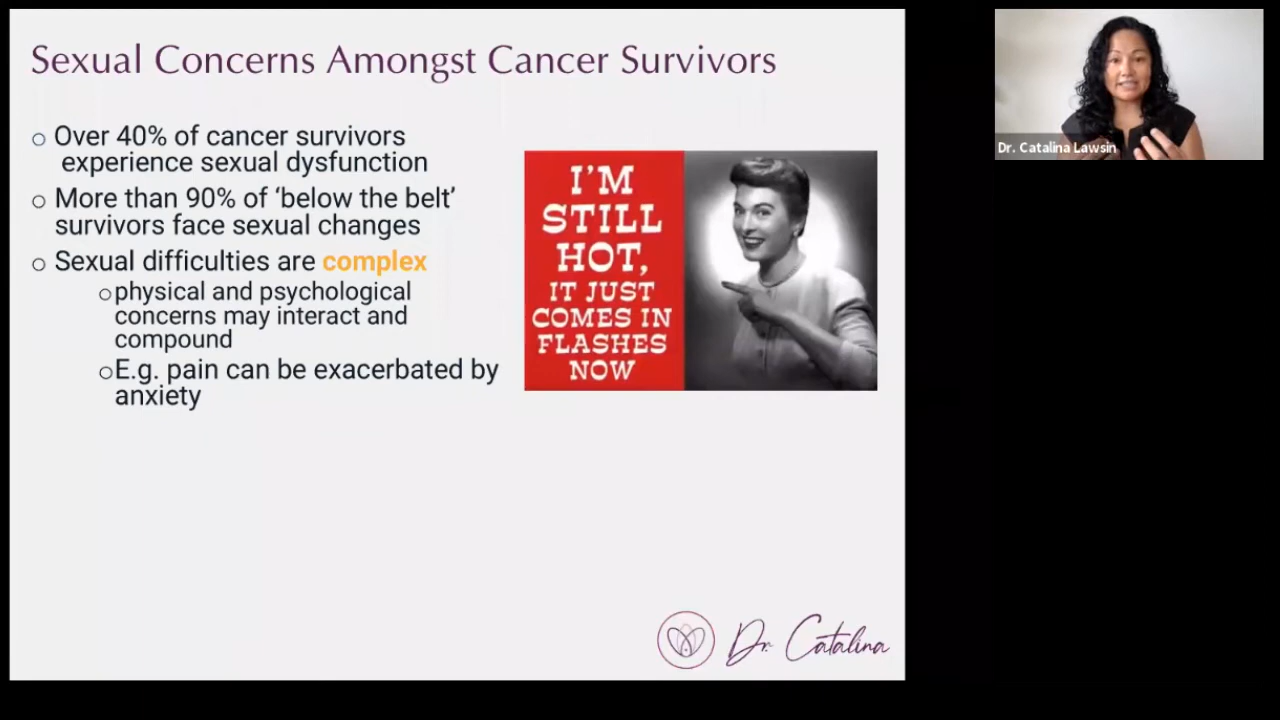 Sexual Concerns Amongst Cancer Survivors
Over 40% of cancer survivors
experience sexual dysfunction
More than 90% of ‘below the belt’
survivors face sexual changes
Sexual difficulties are complex
physical and psychological
concerns may interact and
compound
E.g. pain can be exacerbated by
anxiety
I'M
STILL
HOT,
IT JUST
COMES IN
FLASHES
NOW
Dr. Catalina
Dr. Catalina Lawsin